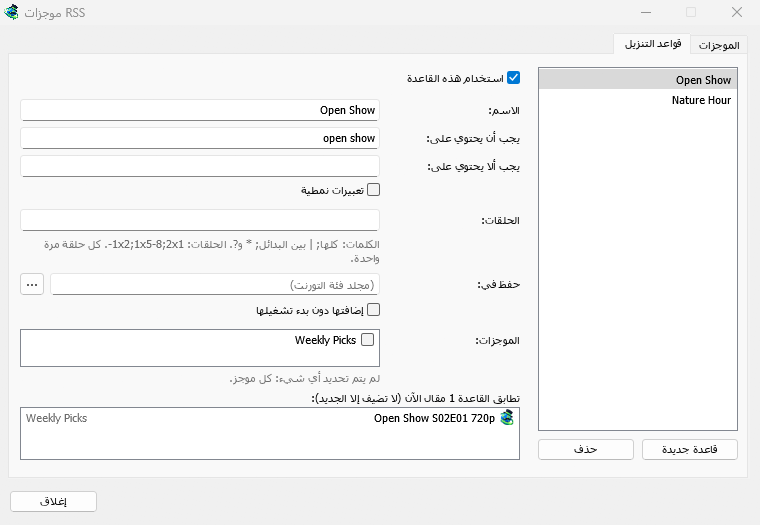 موجزات RSS
الموجزات
قواعد التنزيل
Open Show
Nature Hour
قاعدة جديدة
حذف
استخدام هذه القاعدة
الاسم:
Open Show
يجب أن يحتوي على:
open show
يجب ألا يحتوي على:
تعبيرات نمطية
الحلقات:
الكلمات: كلها; | بين البدائل; * و?. الحلقات: 1x2;1x5-8;2x1-. كل حلقة مرة
واحدة.
حفظ في:
(مجلد فئة التورنت)
...
إضافتها دون بدء تشغيلها
الموجزات:
Weekly Picks
لم يتم تحديد أي شيء: كل موجز.
تطابق القاعدة 1 مقال الآن (لا تضيف إلا الجديد):
Open Show S02E01 720p
Weekly Picks
إغلاق